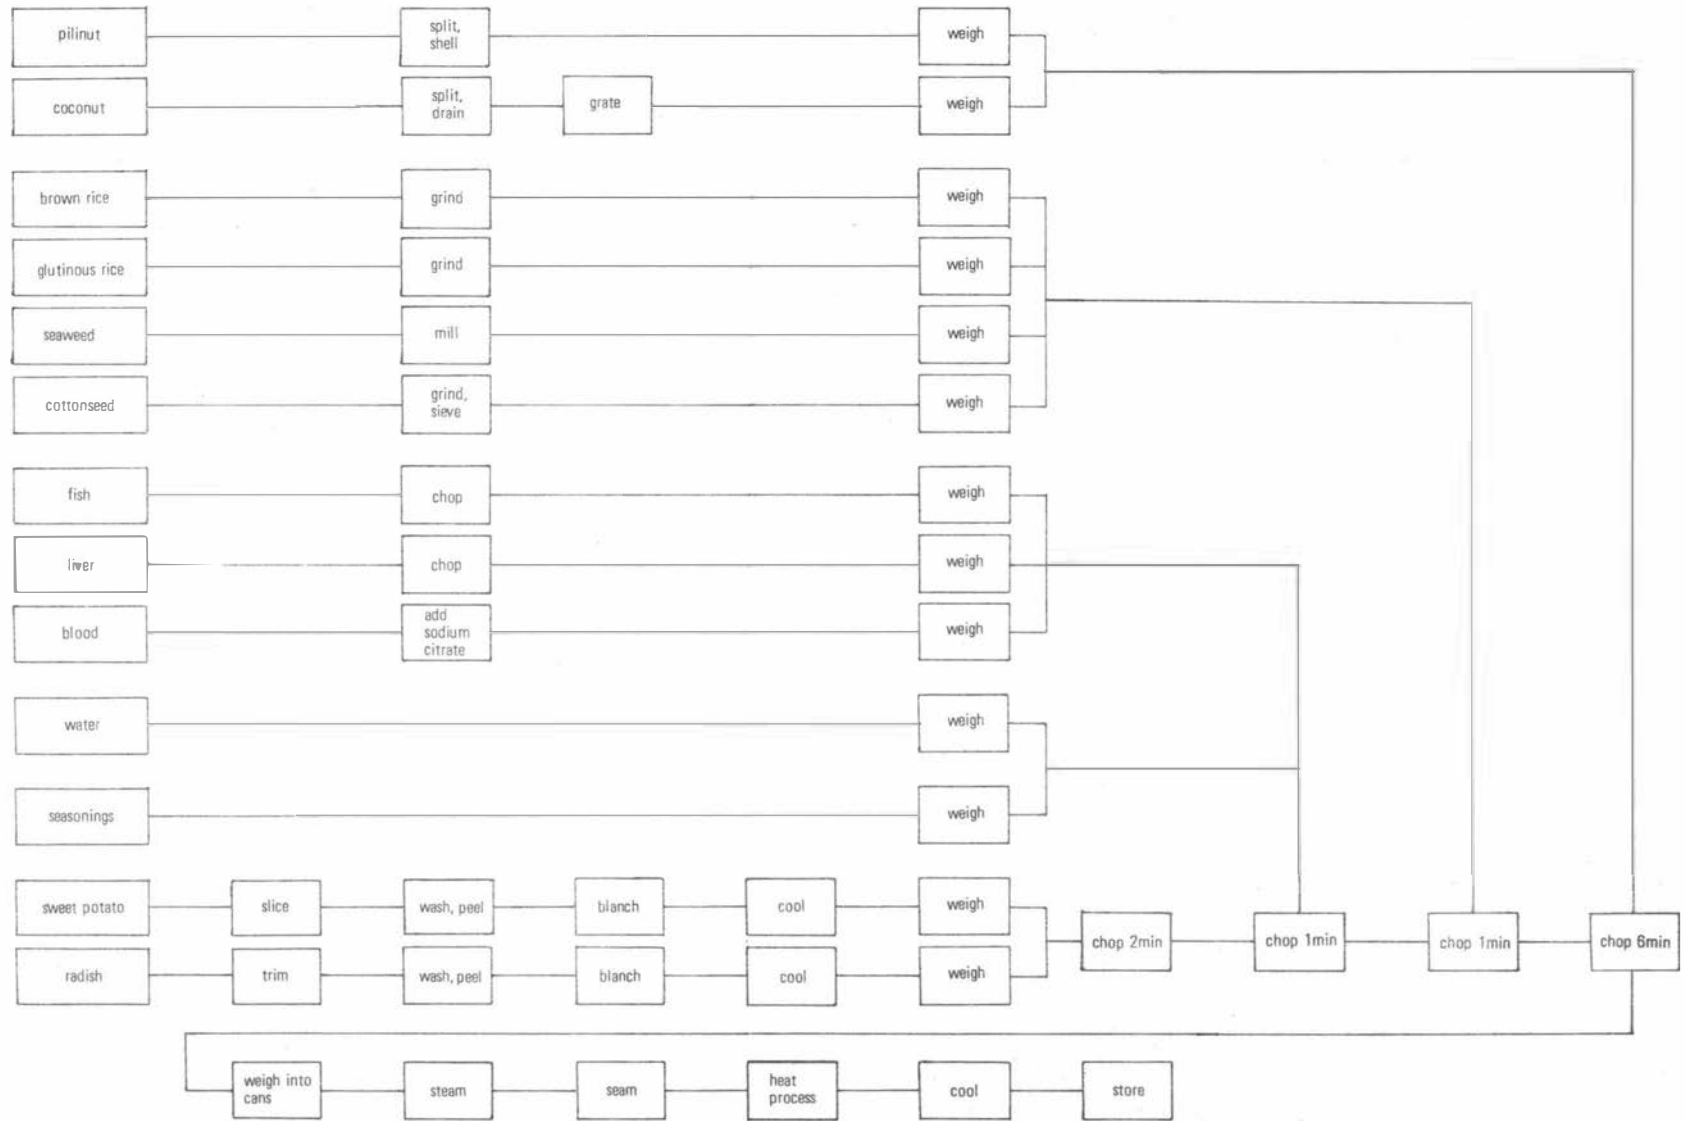 pilinut
split,
shell
weigh
coconut
split,
drain
grate
weigh
brown rice
grind
weigh
glutinous rice
grind
weigh
seaweed
mill
weigh
cottonseed
grind,
sieve
weigh
fish
chop
weigh
liver
chop
weigh
blood
add
sodium
citrate
weigh
water
weigh
seasonings
weigh
sweet potato
slice
wash, peel
blanch
cool
weigh
radish
trim
wash, peel
blanch
cool
weigh
chop 2min
chop 1min
chop 1min
chop 6min
weigh into
cans
steam
seam
heat
process
cool
store